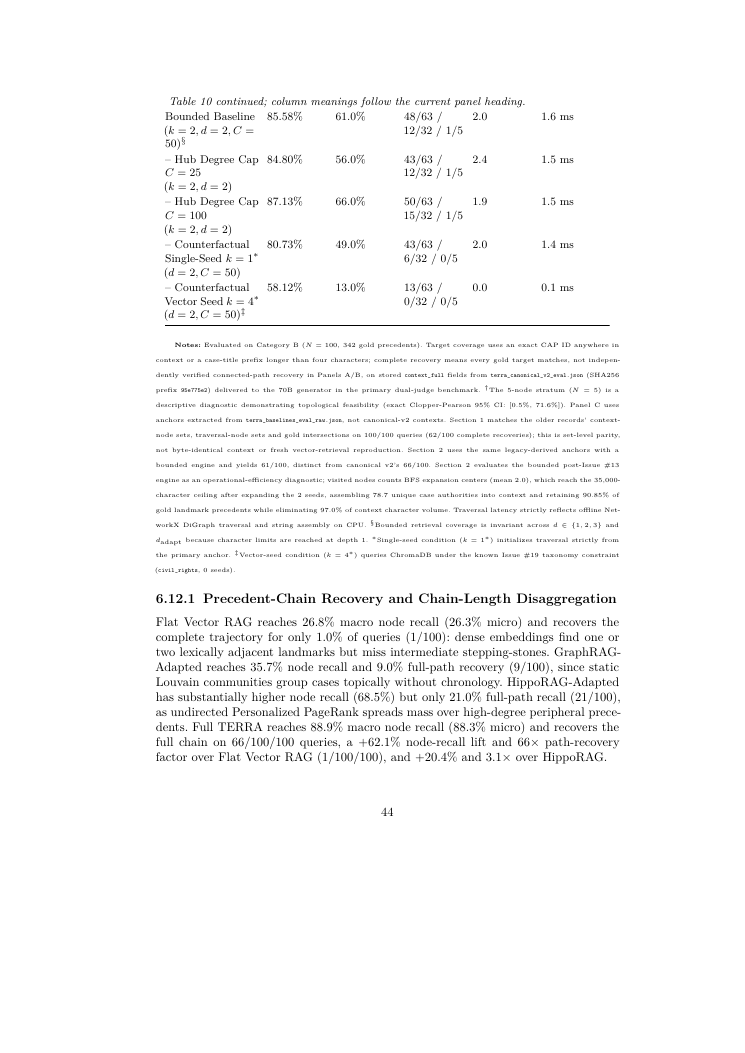 Table 10 continued; column meanings follow the current panel heading.
Bounded Baseline 85.58% 61.0% 48/63 / 2.0 1.6 ms
(k = 2, d = 2, C = 12/32 / 1/5
50)§
– Hub Degree Cap 84.80% 56.0% 43/63 / 2.4 1.5 ms
C = 25 12/32 / 1/5
(k = 2, d = 2)
– Hub Degree Cap 87.13% 66.0% 50/63 / 1.9 1.5 ms
C = 100 15/32 / 1/5
(k = 2, d = 2)
– Counterfactual 80.73% 49.0% 43/63 / 2.0 1.4 ms
Single-Seed k = 1* 6/32 / 0/5
(d = 2, C = 50)
– Counterfactual 58.12% 13.0% 13/63 / 0.0 0.1 ms
Vector Seed k = 4* 0/32 / 0/5
(d = 2, C = 50)‡
Notes: Evaluated on Category B (N = 100, 342 gold precedents). Target coverage uses an exact CAP ID anywhere in
context or a case-title prefix longer than four characters; complete recovery means every gold target matches, not indepen-
dently verified connected-path recovery in Panels A/B, on stored context_full fields from terra_canonical_v2_eval.json (SHA256
prefix 95e775e2) delivered to the 70B generator in the primary dual-judge benchmark. †The 5-node stratum (N = 5) is a
descriptive diagnostic demonstrating topological feasibility (exact Clopper-Pearson 95% CI: [0.5%, 71.6%]). Panel C uses
anchors extracted from terra_baselines_eval_raw.json, not canonical-v2 contexts. Section 1 matches the older records' context-
node sets, traversal-node sets and gold intersections on 100/100 queries (62/100 complete recoveries); this is set-level parity,
not byte-identical context or fresh vector-retrieval reproduction. Section 2 uses the same legacy-derived anchors with a
bounded engine and yields 61/100, distinct from canonical v2's 66/100. Section 2 evaluates the bounded post-Issue #13
engine as an operational-efficiency diagnostic; visited nodes counts BFS expansion centers (mean 2.0), which reach the 35,000-
character ceiling after expanding the 2 seeds, assembling 78.7 unique case authorities into context and retaining 90.85% of
gold landmark precedents while eliminating 97.0% of context character volume. Traversal latency strictly reflects offline Net-
workX DiGraph traversal and string assembly on CPU. §Bounded retrieval coverage is invariant across d ∈ {1, 2, 3} and
dadapt because character limits are reached at depth 1. *Single-seed condition (k = 1*) initializes traversal strictly from
the primary anchor. ‡Vector-seed condition (k = 4*) queries ChromaDB under the known Issue #19 taxonomy constraint
(civil_rights, 0 seeds).
6.12.1 Precedent-Chain Recovery and Chain-Length Disaggregation
Flat Vector RAG reaches 26.8% macro node recall (26.3% micro) and recovers the
complete trajectory for only 1.0% of queries (1/100): dense embeddings find one or
two lexically adjacent landmarks but miss intermediate stepping-stones. GraphRAG-
Adapted reaches 35.7% node recall and 9.0% full-path recovery (9/100), since static
Louvain communities group cases topically without chronology. HippoRAG-Adapted
has substantially higher node recall (68.5%) but only 21.0% full-path recall (21/100),
as undirected Personalized PageRank spreads mass over high-degree peripheral prece-
dents. Full TERRA reaches 88.9% macro node recall (88.3% micro) and recovers the
full chain on 66/100/100 queries, a +62.1% node-recall lift and 66× path-recovery
factor over Flat Vector RAG (1/100/100), and +20.4% and 3.1× over HippoRAG.
44